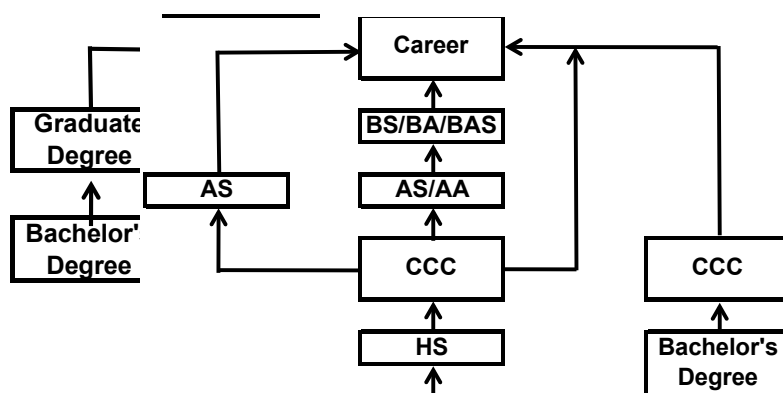 Career
Graduate
Degree
BS/BA/BAS
AS
AS/AA
Bachelor's
Degree
CCC
CCC
HS
Bachelor's
Degree